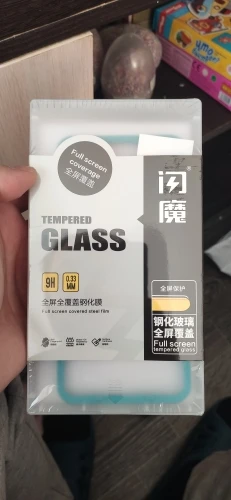 Full screen
coverage
全屏覆盖
闪魔®
TEMPERED
GLASS
9H
0.33
MM
全屏全覆盖钢化膜
Full screen covered steel film
全屏保护
钢化玻璃
全屏覆盖
Full screen
tempered glass